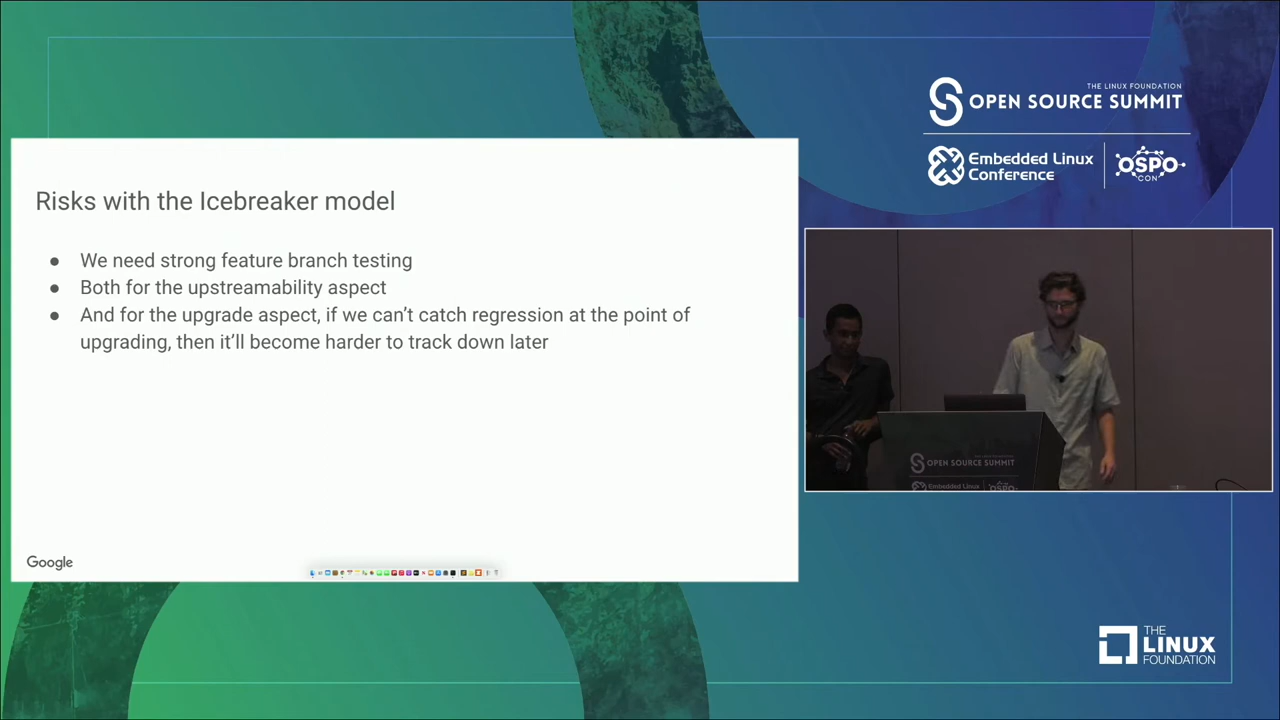 THE LINUX FOUNDATION
OPEN SOURCE SUMMIT
Embedded Linux
Conference
OSPO
CON
Risks with the Icebreaker model
● We need strong feature branch testing
● Both for the upstreamability aspect
● And for the upgrade aspect, if we can't catch regression at the point of
upgrading, then it'll become harder to track down later
Google
OPEN SOURCE SUMMIT
Embedded Linux
OSPO
THE
LINUX
FOUNDATION